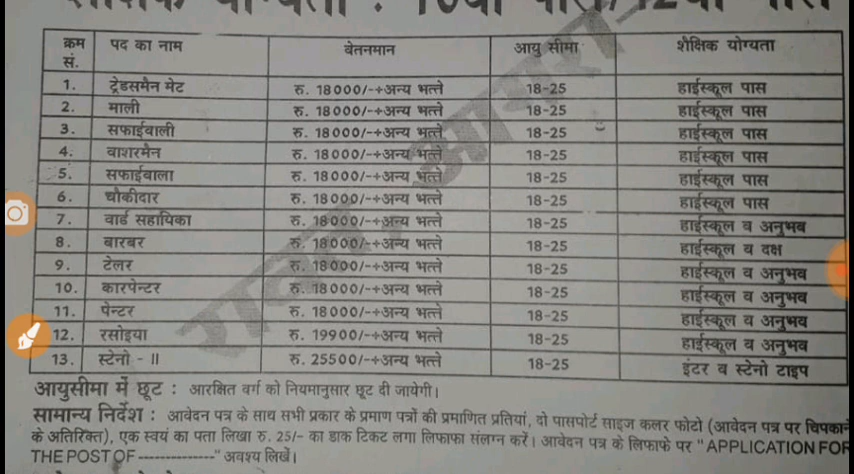 शैक्षिक योग्यता : 10वी पास/12वी पास
क्रम सं. पद का नाम वेतनमान आयु सीमा शैक्षिक योग्यता
1. ट्रेडसमैन मेट रु. 18000/-+अन्य भत्ते 18-25 हाईस्कूल पास
2. माली रु. 18000/-+अन्य भत्ते 18-25 हाईस्कूल पास
3. सफाईवाली रु. 18000/-+अन्य भत्ते 18-25 हाईस्कूल पास
4. वाशरमैन रु. 18000/-+अन्य भत्ते 18-25 हाईस्कूल पास
5. सफाईवाला रु. 18000/-+अन्य भत्ते 18-25 हाईस्कूल पास
6. चौकीदार रु. 18000/-+अन्य भत्ते 18-25 हाईस्कूल पास
7. वार्ड सहायिका रु. 18000/-+अन्य भत्ते 18-25 हाईस्कूल व अनुभव
8. बारबर रु. 18000/-+अन्य भत्ते 18-25 हाईस्कूल व दक्ष
9. टेलर रु. 18000/-+अन्य भत्ते 18-25 हाईस्कूल व अनुभव
10. कारपेन्टर रु. 18000/-+अन्य भत्ते 18-25 हाईस्कूल व अनुभव
11. पेन्टर रु. 18000/-+अन्य भत्ते 18-25 हाईस्कूल व अनुभव
12. रसोइया रु. 19900/-+अन्य भत्ते 18-25 हाईस्कूल व अनुभव
13. स्टेनो - II रु. 25500/-+अन्य भत्ते 18-25 इंटर व स्टेनो टाइप
आयुसीमा में छूट : आरक्षित वर्ग को नियमानुसार छूट दी जायेगी।
सामान्य निर्देश : आवेदन पत्र के साथ सभी प्रकार के प्रमाण पत्रों की प्रमाणित प्रतियां, दो पासपोर्ट साइज कलर फोटो (आवेदन पत्र पर चिपकाने
के अतिरिक्त), एक स्वयं का पता लिखा रु. 25/- का डाक टिकट लगा लिफाफा संलग्न करें। आवेदन पत्र के लिफाफे पर " APPLICATION FOR
THE POST OF --------------" अवश्य लिखें।